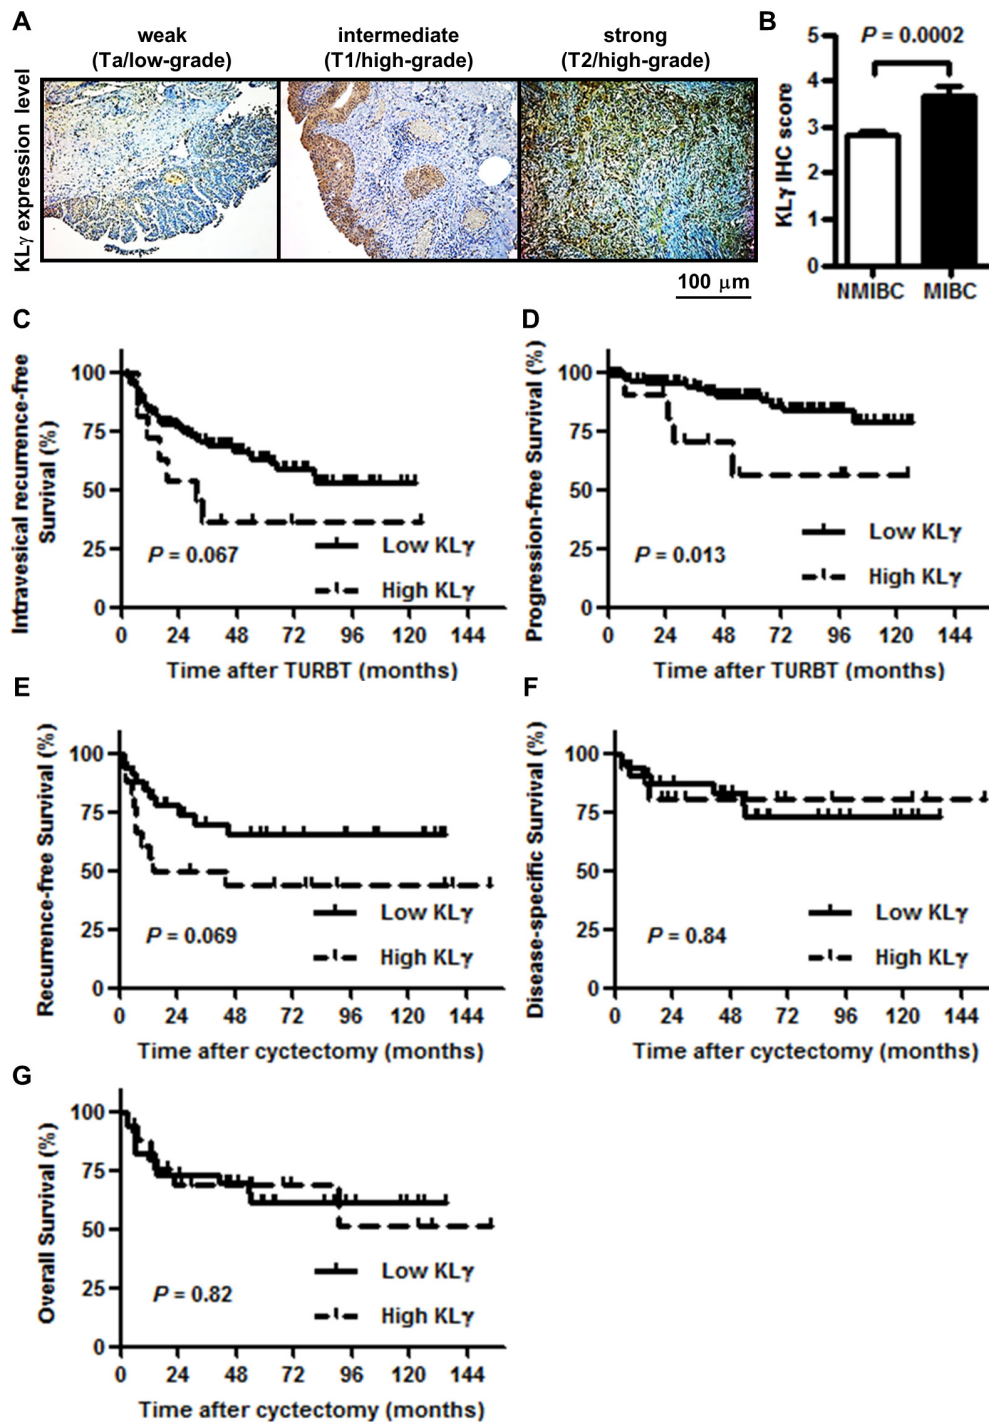 A
weak
(Ta/low-grade)
intermediate
(T1/high-grade)
strong
(T2/high-grade)
KLγ expression level
100 μm
B
P = 0.0002
KLγ IHC score
5
4
3
2
1
0
NMIBC
MIBC
C
Intravesical recurrence-free
Survival (%)
100
75
50
25
0
P = 0.067
Low KLγ
High KLγ
0 24 48 72 96 120 144
Time after TURBT (months)
D
Progression-free Survival (%)
100
75
50
25
0
P = 0.013
Low KLγ
High KLγ
0 24 48 72 96 120 144
Time after TURBT (months)
E
Recurrence-free Survival (%)
100
75
50
25
0
P = 0.069
Low KLγ
High KLγ
0 24 48 72 96 120 144
Time after cyctectomy (months)
F
Disease-specific Survival (%)
100
75
50
25
0
P = 0.84
Low KLγ
High KLγ
0 24 48 72 96 120 144
Time after cyctectomy (months)
G
Overall Survival (%)
100
75
50
25
0
P = 0.82
Low KLγ
High KLγ
0 24 48 72 96 120 144
Time after cyctectomy (months)